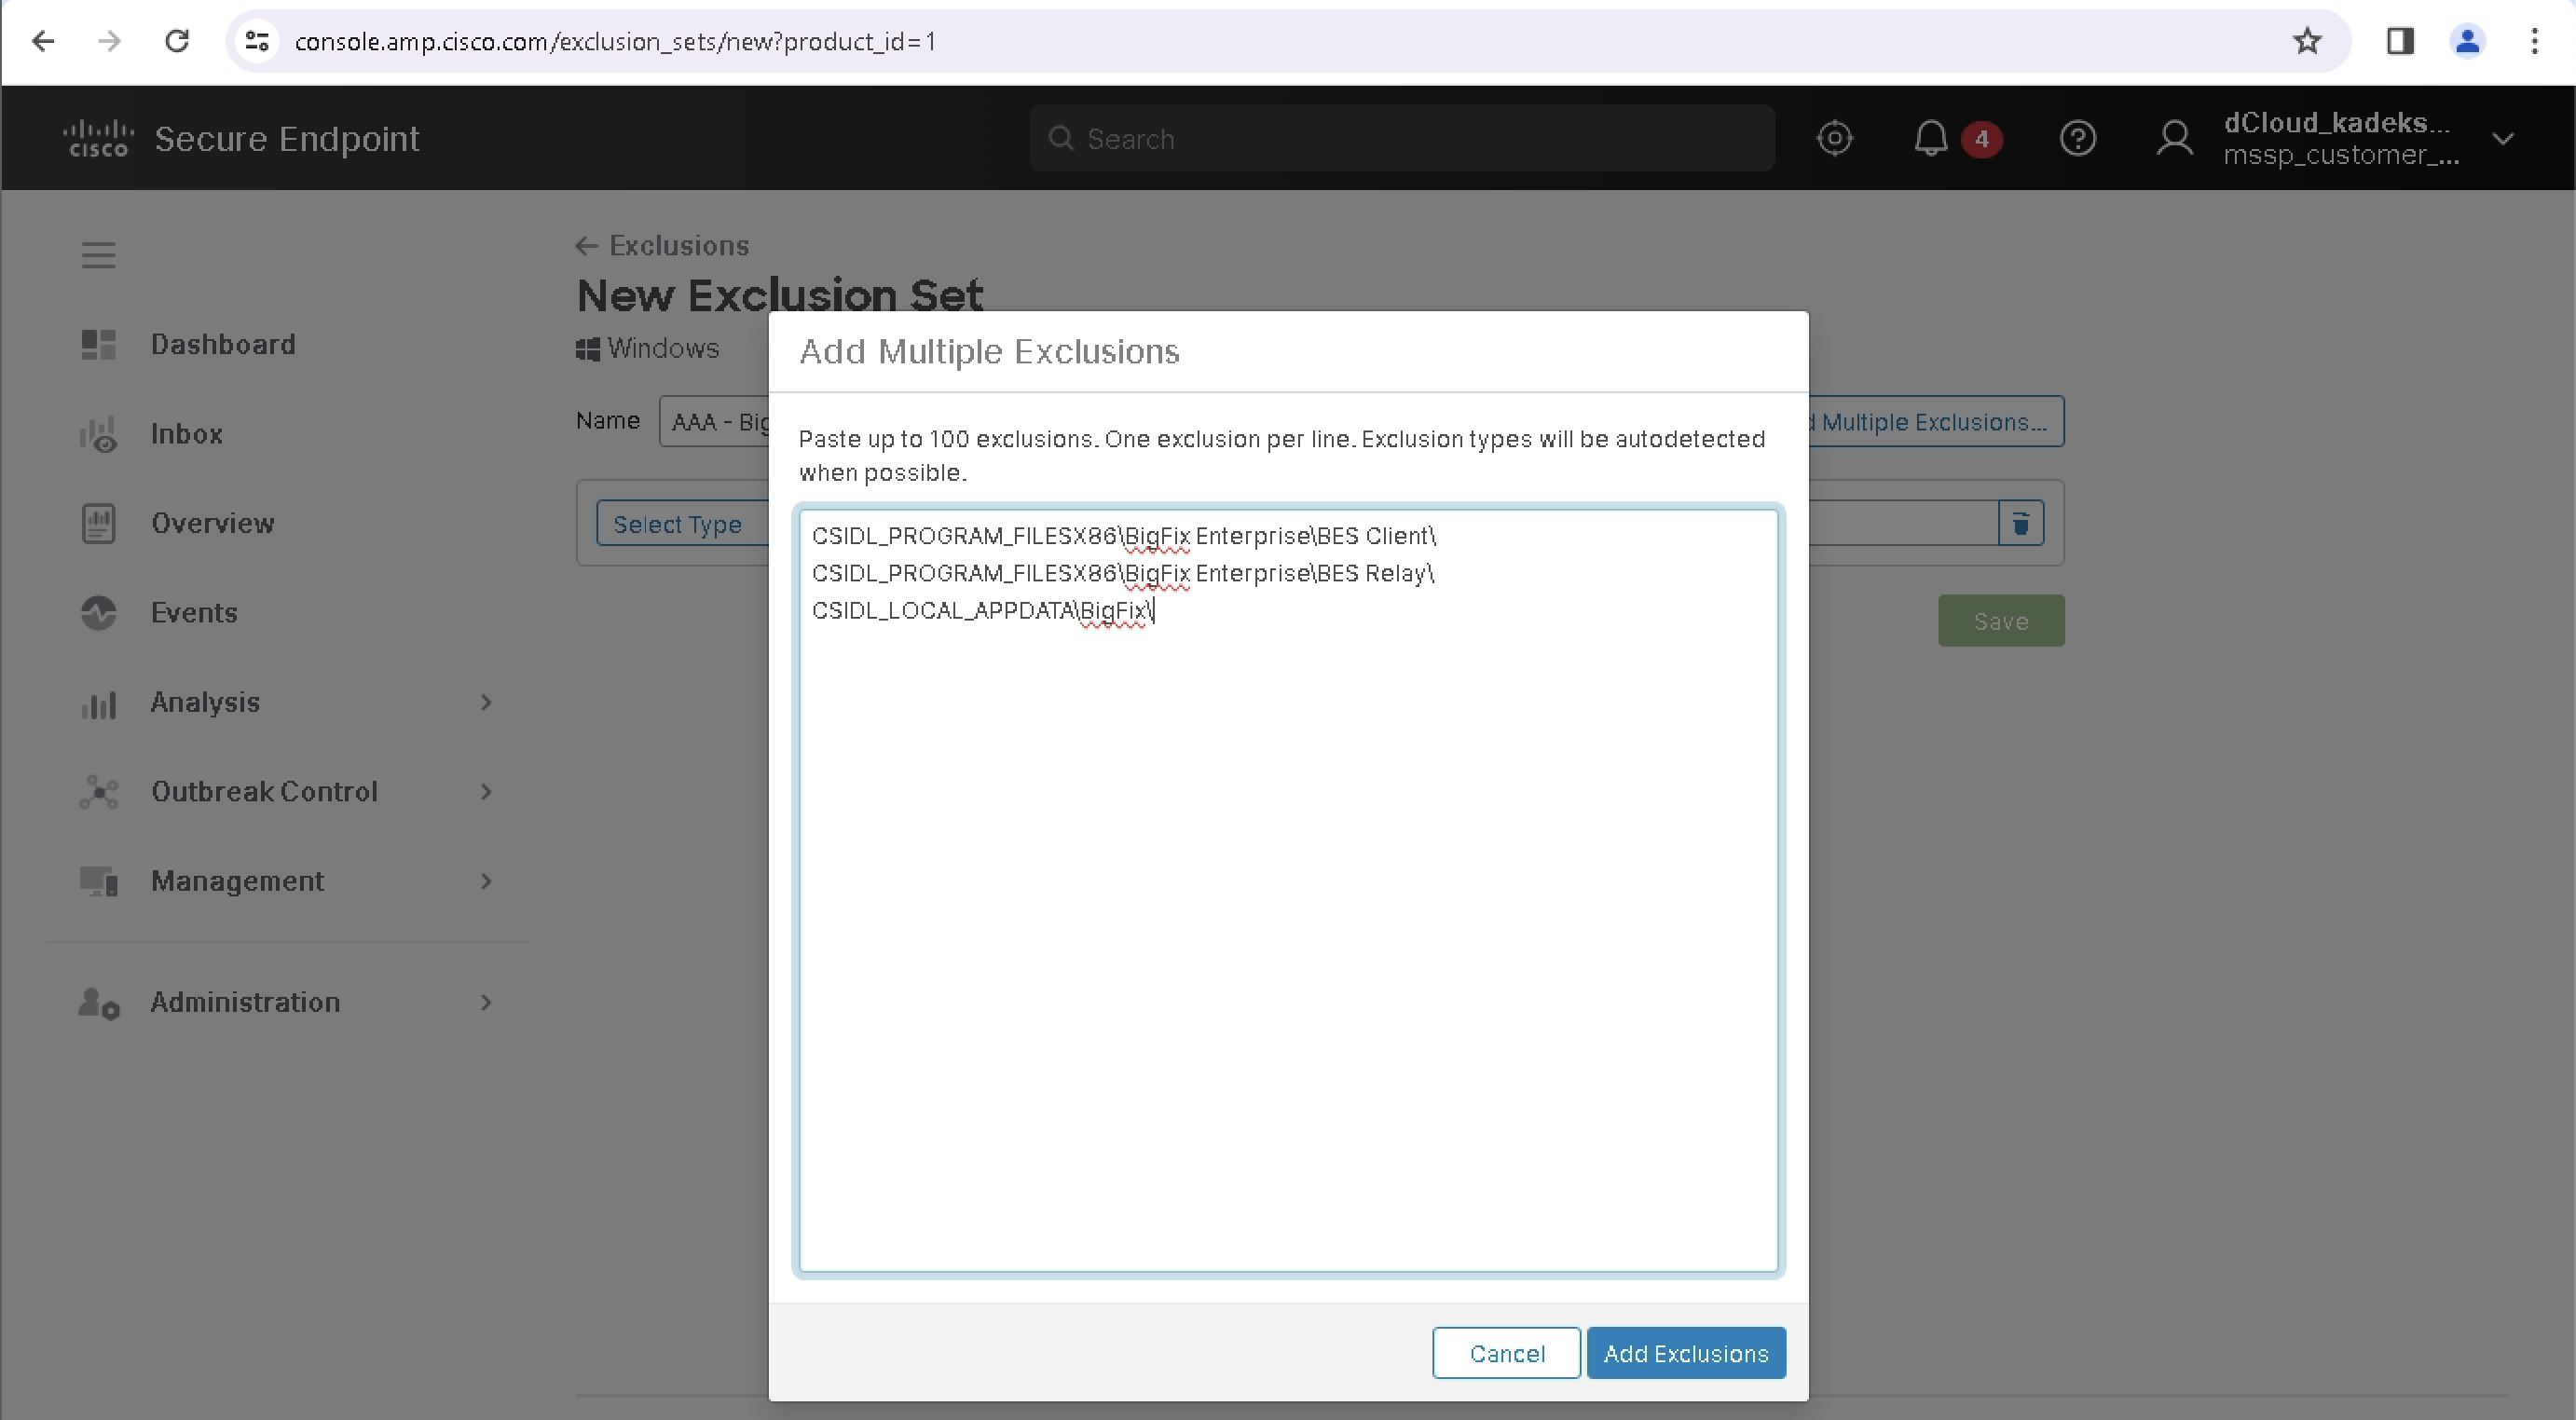 console.amp.cisco.com/exclusion_sets/new?product_id=1
CISCO
Secure Endpoint
Search
4
dCloud_kadeks...
mssp_customer_...
Dashboard
Inbox
Overview
Events
Analysis
Outbreak Control
Management
Administration
Exclusions
New Exclusion Set
Windows
Name
AAA - Big
Multiple Exclusions...
Select Type
Save
Add Multiple Exclusions
Paste up to 100 exclusions. One exclusion per line. Exclusion types will be autodetected
when possible.
CSIDL_PROGRAM_FILESX86\BigFix Enterprise\BES Client\
CSIDL_PROGRAM_FILESX86\BigFix Enterprise\BES Relay\
CSIDL_LOCAL_APPDATA\BigFix\
Cancel
Add Exclusions